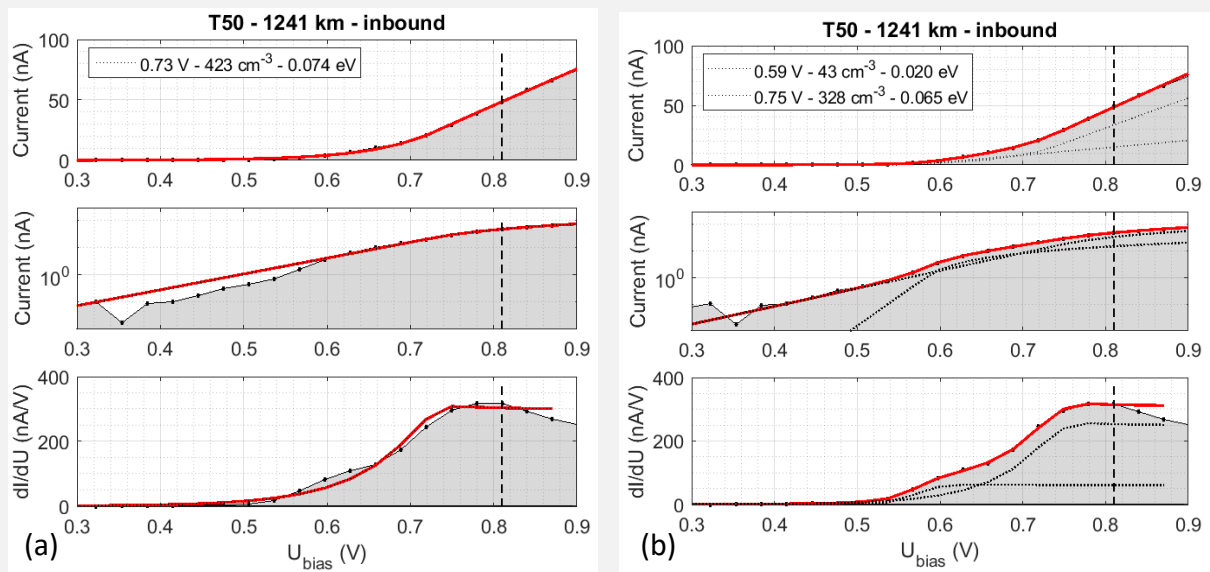 T50 - 1241 km - inbound
Current (nA)
100
50
0
0.73 V - 423 cm⁻³ - 0.074 eV
0.3 0.4 0.5 0.6 0.7 0.8 0.9
Current (nA)
10⁰
0.3 0.4 0.5 0.6 0.7 0.8 0.9
dI/dU (nA/V)
400
200
0
0.3 0.4 0.5 0.6 0.7 0.8 0.9
U_bias (V)
(a)
T50 - 1241 km - inbound
Current (nA)
100
50
0
0.59 V - 43 cm⁻³ - 0.020 eV
0.75 V - 328 cm⁻³ - 0.065 eV
0.3 0.4 0.5 0.6 0.7 0.8 0.9
Current (nA)
10⁰
0.3 0.4 0.5 0.6 0.7 0.8 0.9
dI/dU (nA/V)
400
200
0
0.3 0.4 0.5 0.6 0.7 0.8 0.9
U_bias (V)
(b)